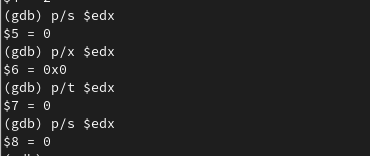 (gdb) p/s $edx
$5 = 0
(gdb) p/x $edx
$6 = 0x0
(gdb) p/t $edx
$7 = 0
(gdb) p/s $edx
$8 = 0